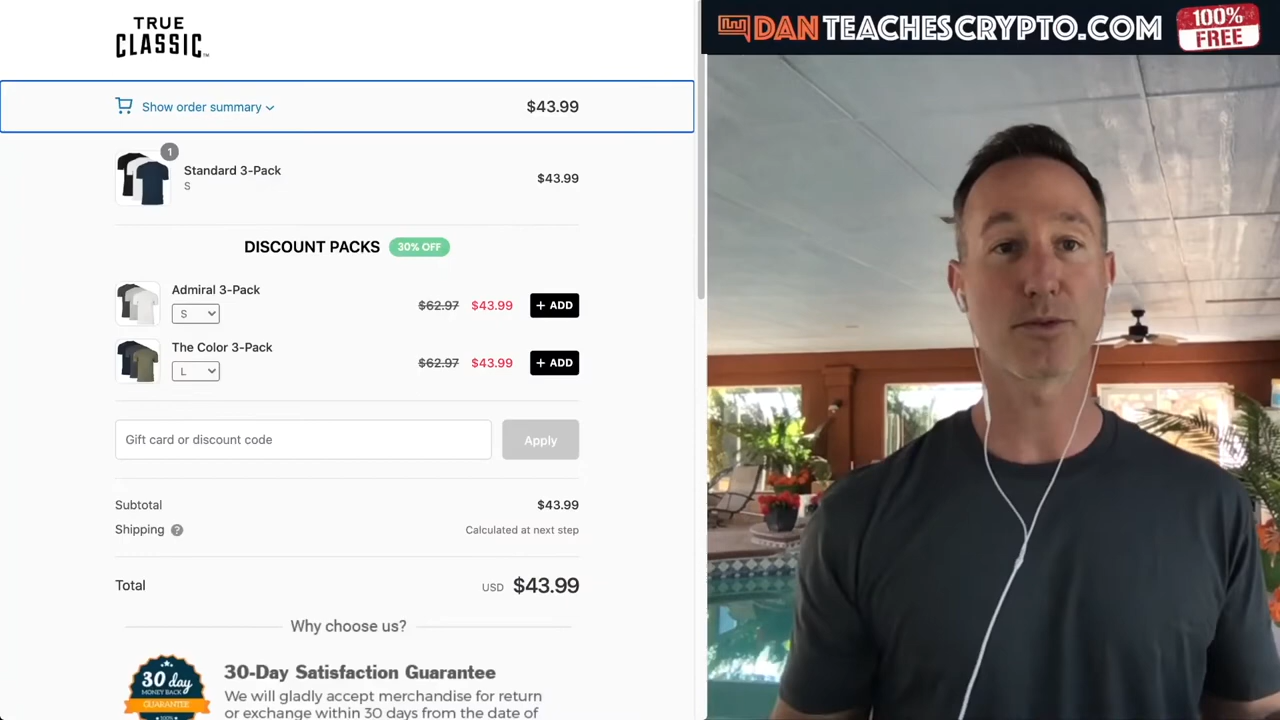 TRUE
CLASSIC™
Show order summary
$43.99
1
Standard 3-Pack
S
$43.99
DISCOUNT PACKS 30% OFF
Admiral 3-Pack
S
$62.97 $43.99 + ADD
The Color 3-Pack
L
$62.97 $43.99 + ADD
Gift card or discount code
Apply
Subtotal
$43.99
Shipping ?
Calculated at next step
Total
USD $43.99
Why choose us?
30 day
MONEY BACK
GUARANTEE
30-Day Satisfaction Guarantee
We will gladly accept merchandise for return
or exchange within 30 days from the date of
DANTEACHESCRYPTO.COM
100%
FREE